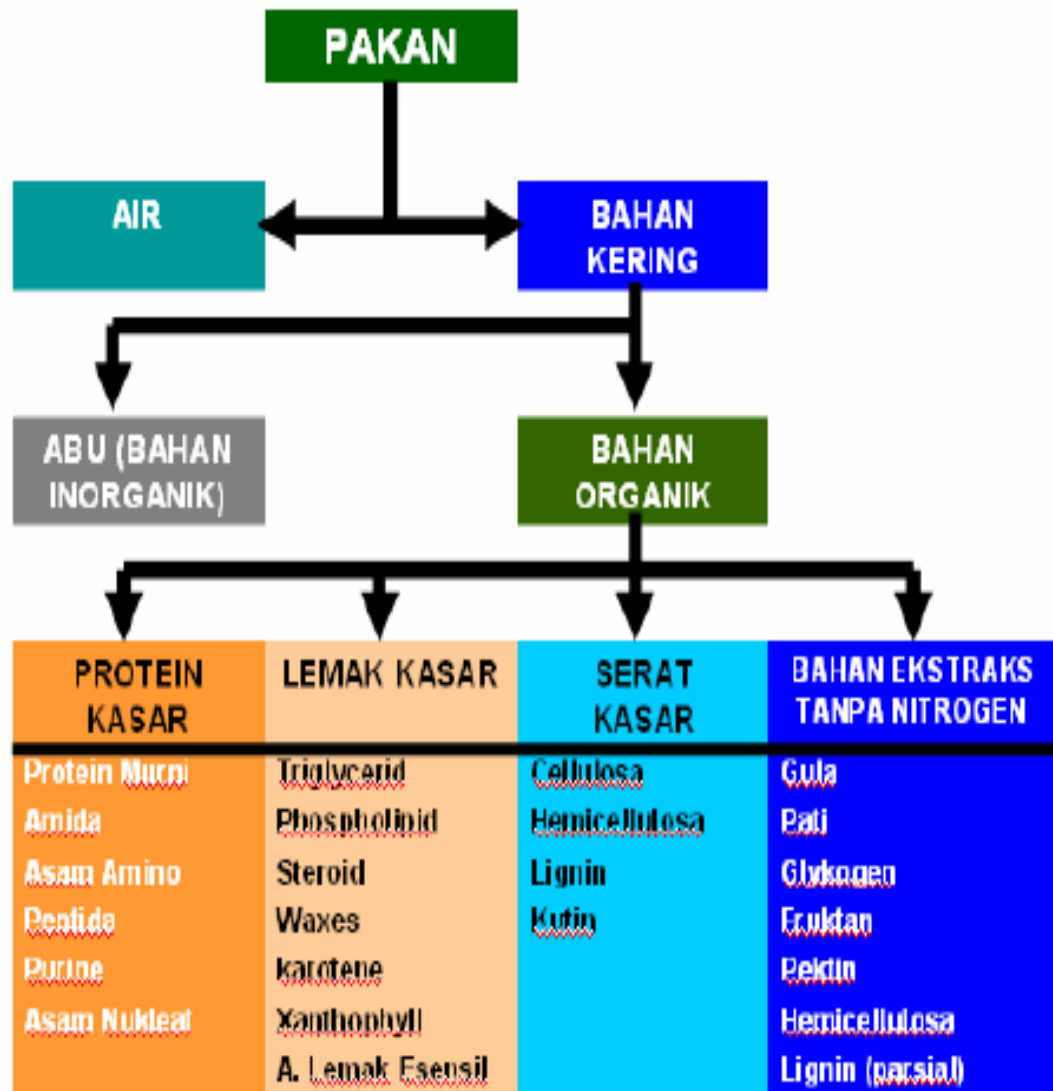 PAKAN
AIR
BAHAN
KERING
ABU (BAHAN
INORGANIK)
BAHAN
ORGANIK
PROTEIN
KASAR
LEMAK KASAR
SERAT
KASAR
BAHAN EKSTRAKS
TANPA NITROGEN
Protein Murni
Amida
Asam Amino
Peptida
Purine
Asam Nukleat
Triglycerid
Phospholipid
Steroid
Waxes
karotene
Xanthophyll
A. Lemak Esensil
Cellulosa
Hemicellulosa
Lignin
Kutin
Gula
Pati
Glykogen
Fruktan
Pektin
Hemicellulosa
Lignin (parsial)